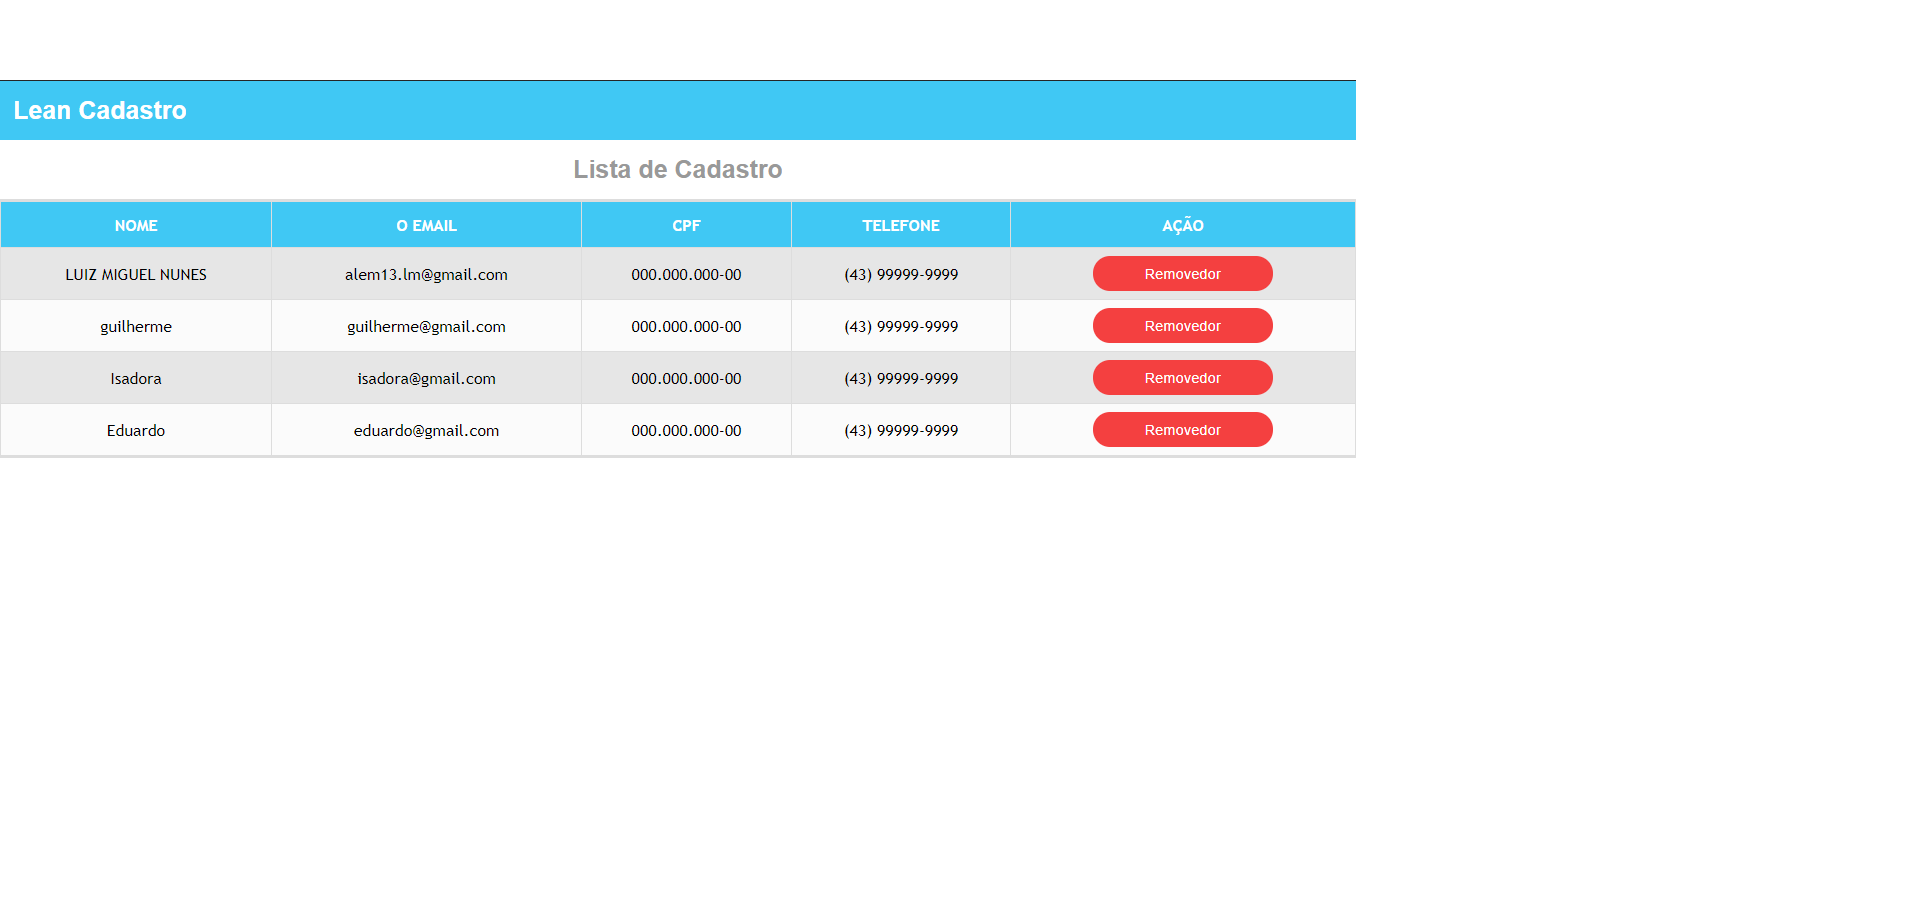 Lean Cadastro
Lista de Cadastro
NOME O EMAIL CPF TELEFONE AÇÃO
LUIZ MIGUEL NUNES alem13.lm@gmail.com 000.000.000-00 (43) 99999-9999 Removedor
guilherme guilherme@gmail.com 000.000.000-00 (43) 99999-9999 Removedor
Isadora isadora@gmail.com 000.000.000-00 (43) 99999-9999 Removedor
Eduardo eduardo@gmail.com 000.000.000-00 (43) 99999-9999 Removedor